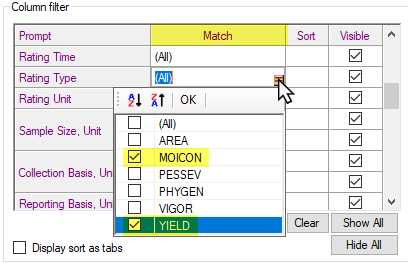 Column filter
Prompt Match Sort Visible
Rating Time (All)
Rating Type (All)
Rating Unit
A Z Z A OK
(All)
Sample Size, Unit
AREA
MOICON
Collection Basis, Un
PESSEV
PHYGEN
Reporting Basis, Un
VIGOR
YIELD
Clear Show All
Display sort as tabs Hide All